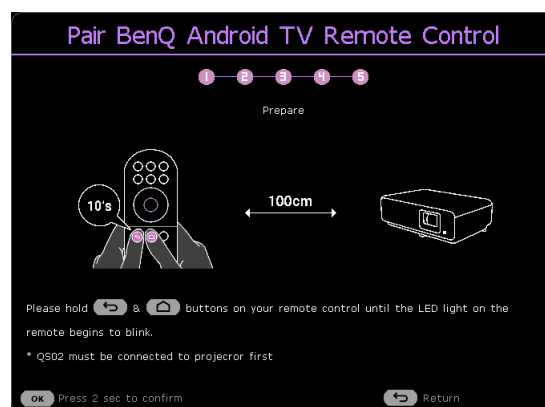 Pair BenQ Android TV Remote Control
1 2 3 4 5
Prepare
10's
100cm
Please hold & buttons on your remote control until the LED light on the
remote begins to blink.
* QS02 must be connected to projecror first
OK Press 2 sec to confirm Return